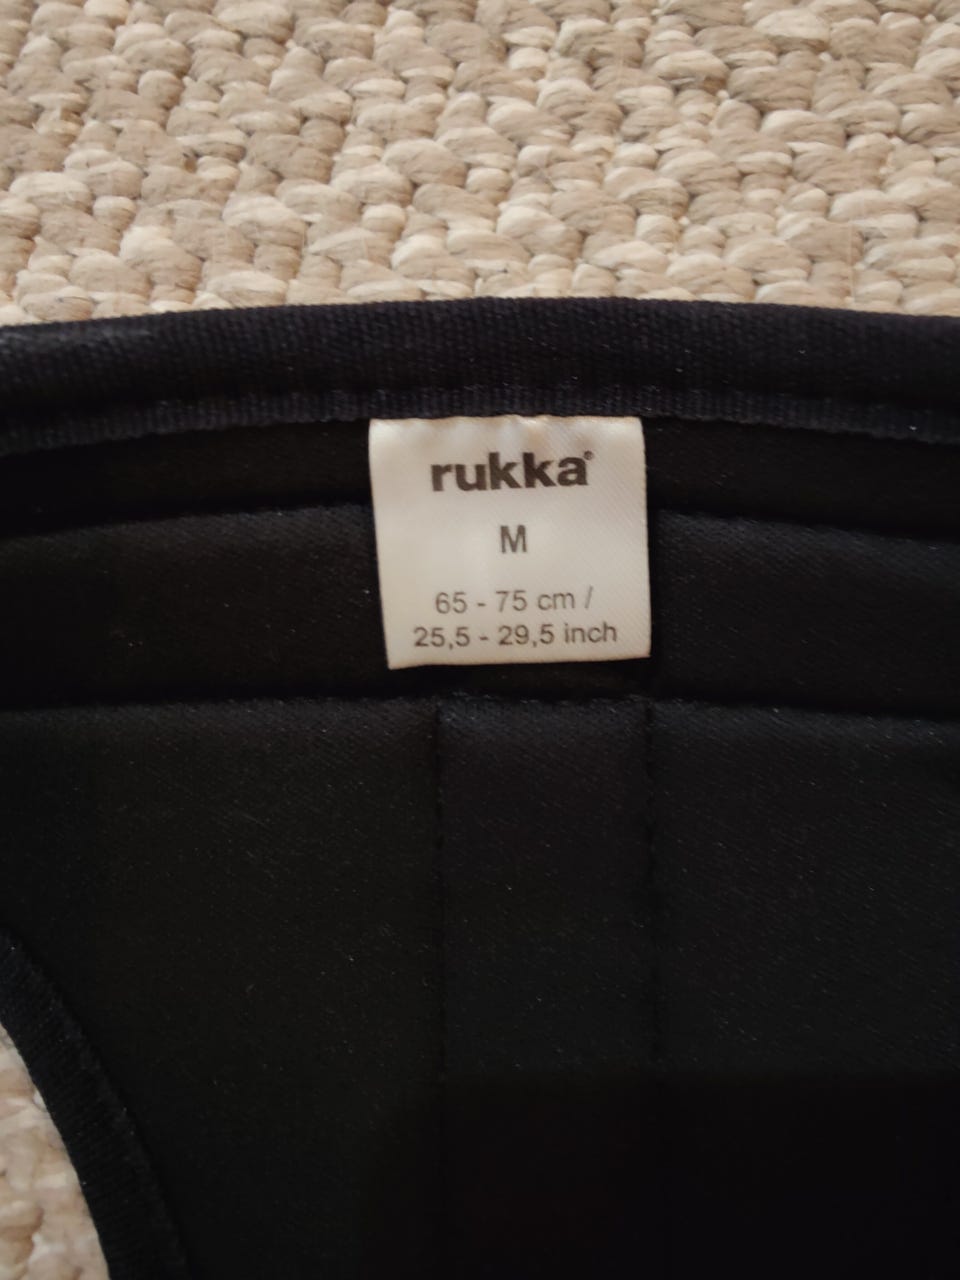 rukka®
M
65 - 75 cm /
25,5 - 29,5 inch